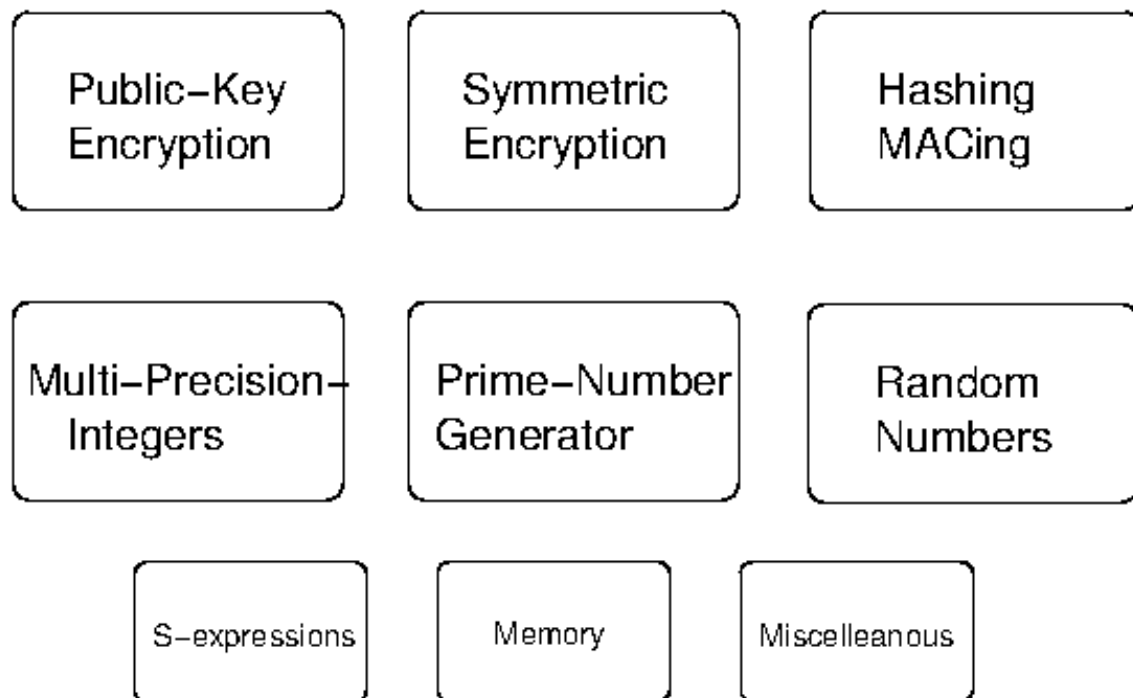 Public-Key
Encryption
Symmetric
Encryption
Hashing
MACing
Multi-Precision-
Integers
Prime-Number
Generator
Random
Numbers
S-expressions
Memory
Miscelleanous